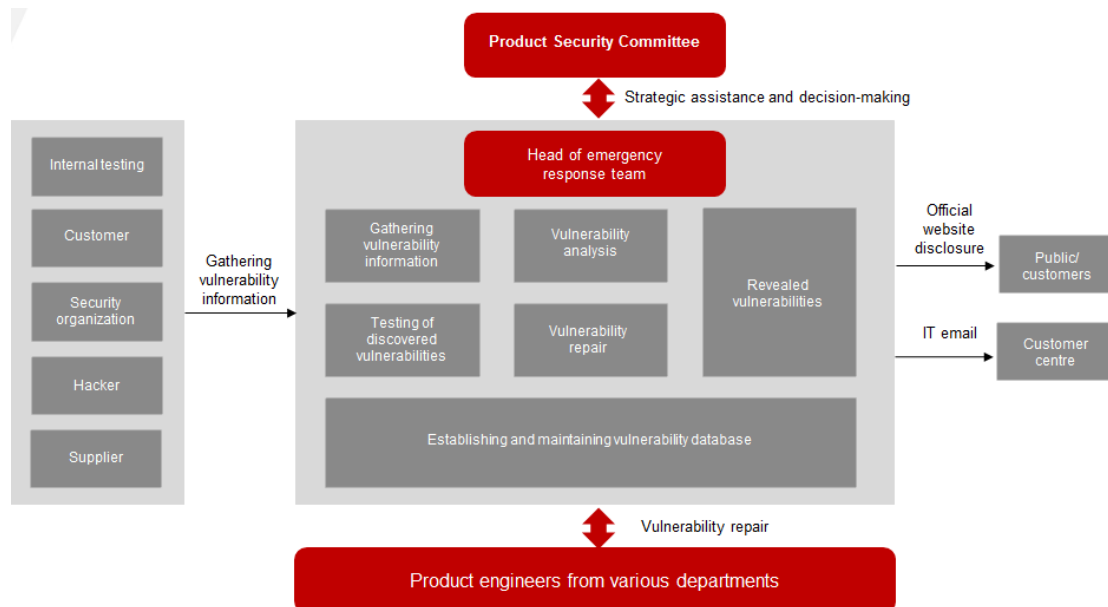 Product Security Committee
Strategic assistance and decision-making
Internal testing
Customer
Security
organization
Hacker
Supplier
Gathering
vulnerability
information
Head of emergency
response team
Gathering
vulnerability
information
Vulnerability
analysis
Testing of
discovered
vulnerabilities
Vulnerability
repair
Revealed
vulnerabilities
Establishing and maintaining vulnerability database
Official
website
disclosure
Public/
customers
IT email
Customer
centre
Vulnerability repair
Product engineers from various departments